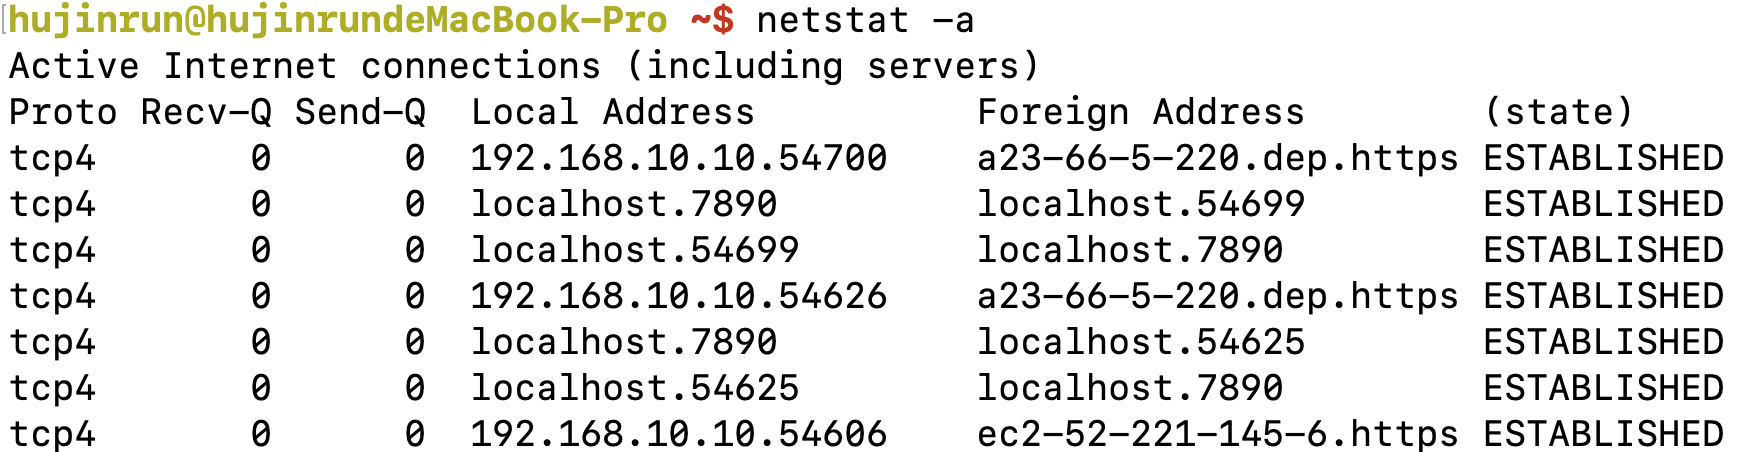 hujinrun@hujinrundeMacBook-Pro ~$ netstat -a
Active Internet connections (including servers)
Proto Recv-Q Send-Q  Local Address          Foreign Address        (state)
tcp4       0      0  192.168.10.10.54700    a23-66-5-220.dep.https ESTABLISHED
tcp4       0      0  localhost.7890         localhost.54699        ESTABLISHED
tcp4       0      0  localhost.54699        localhost.7890         ESTABLISHED
tcp4       0      0  192.168.10.10.54626    a23-66-5-220.dep.https ESTABLISHED
tcp4       0      0  localhost.7890         localhost.54625        ESTABLISHED
tcp4       0      0  localhost.54625        localhost.7890         ESTABLISHED
tcp4       0      0  192.168.10.10.54606    ec2-52-221-145-6.https ESTABLISHED